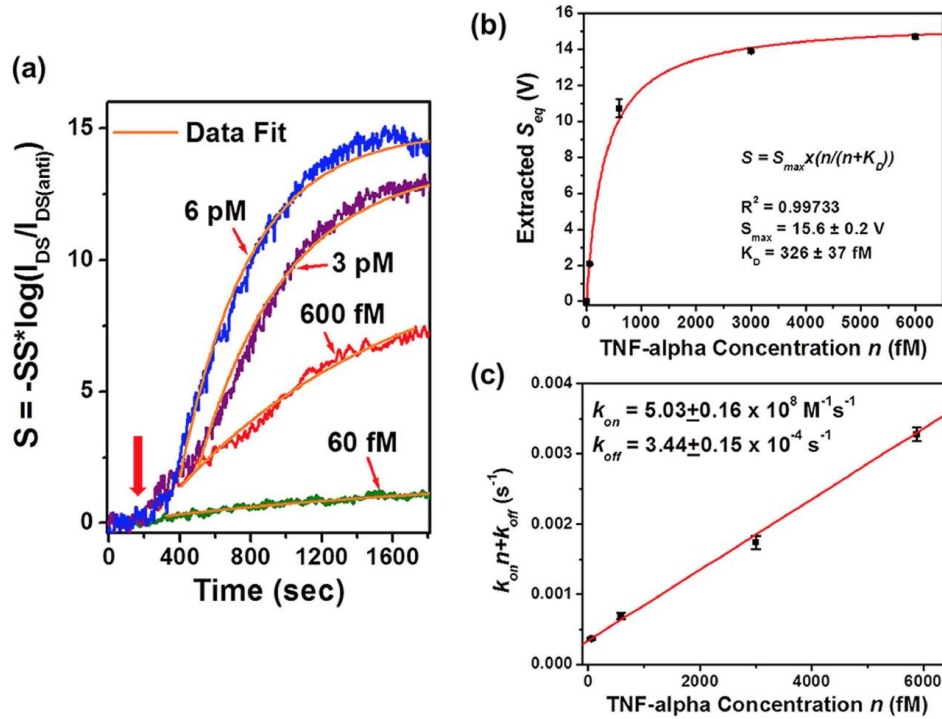 (a)
S = -SS*log(I_DS/I_DS(anti))
15
10
5
0
Data Fit
6 pM
3 pM
600 fM
60 fM
0 400 800 1200 1600
Time (sec)
(b)
Extracted S_eq (V)
16
14
12
10
8
6
4
2
0
S = S_max x(n/(n+K_D))
R² = 0.99733
S_max = 15.6 ± 0.2 V
K_D = 326 ± 37 fM
0 1000 2000 3000 4000 5000 6000
TNF-alpha Concentration n (fM)
(c)
k_on n+k_off (s⁻¹)
0.004
0.003
0.002
0.001
0.000
k_on = 5.03±0.16 x 10⁸ M⁻¹s⁻¹
k_off = 3.44±0.15 x 10⁻⁴ s⁻¹
0 2000 4000 6000
TNF-alpha Concentration n (fM)